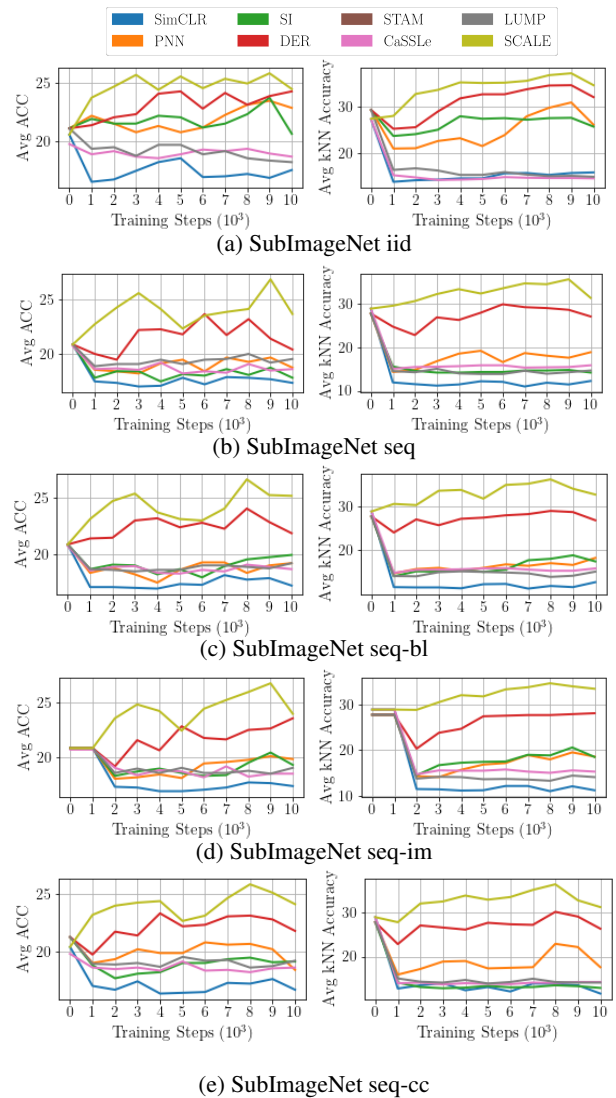 SimCLR SI STAM LUMP
PNN DER CaSSLe SCALE
Avg ACC
25
20
0 1 2 3 4 5 6 7 8 9 10
Training Steps (10³)
Avg kNN Accuracy
30
20
0 1 2 3 4 5 6 7 8 9 10
Training Steps (10³)
(a) SubImageNet iid
Avg ACC
25
20
0 1 2 3 4 5 6 7 8 9 10
Training Steps (10³)
Avg kNN Accuracy
30
20
10
0 1 2 3 4 5 6 7 8 9 10
Training Steps (10³)
(b) SubImageNet seq
Avg ACC
25
20
0 1 2 3 4 5 6 7 8 9 10
Training Steps (10³)
Avg kNN Accuracy
30
20
0 1 2 3 4 5 6 7 8 9 10
Training Steps (10³)
(c) SubImageNet seq-bl
Avg ACC
25
20
0 1 2 3 4 5 6 7 8 9 10
Training Steps (10³)
Avg kNN Accuracy
30
20
10
0 1 2 3 4 5 6 7 8 9 10
Training Steps (10³)
(d) SubImageNet seq-im
Avg ACC
25
20
0 1 2 3 4 5 6 7 8 9 10
Training Steps (10³)
Avg kNN Accuracy
30
20
0 1 2 3 4 5 6 7 8 9 10
Training Steps (10³)
(e) SubImageNet seq-cc